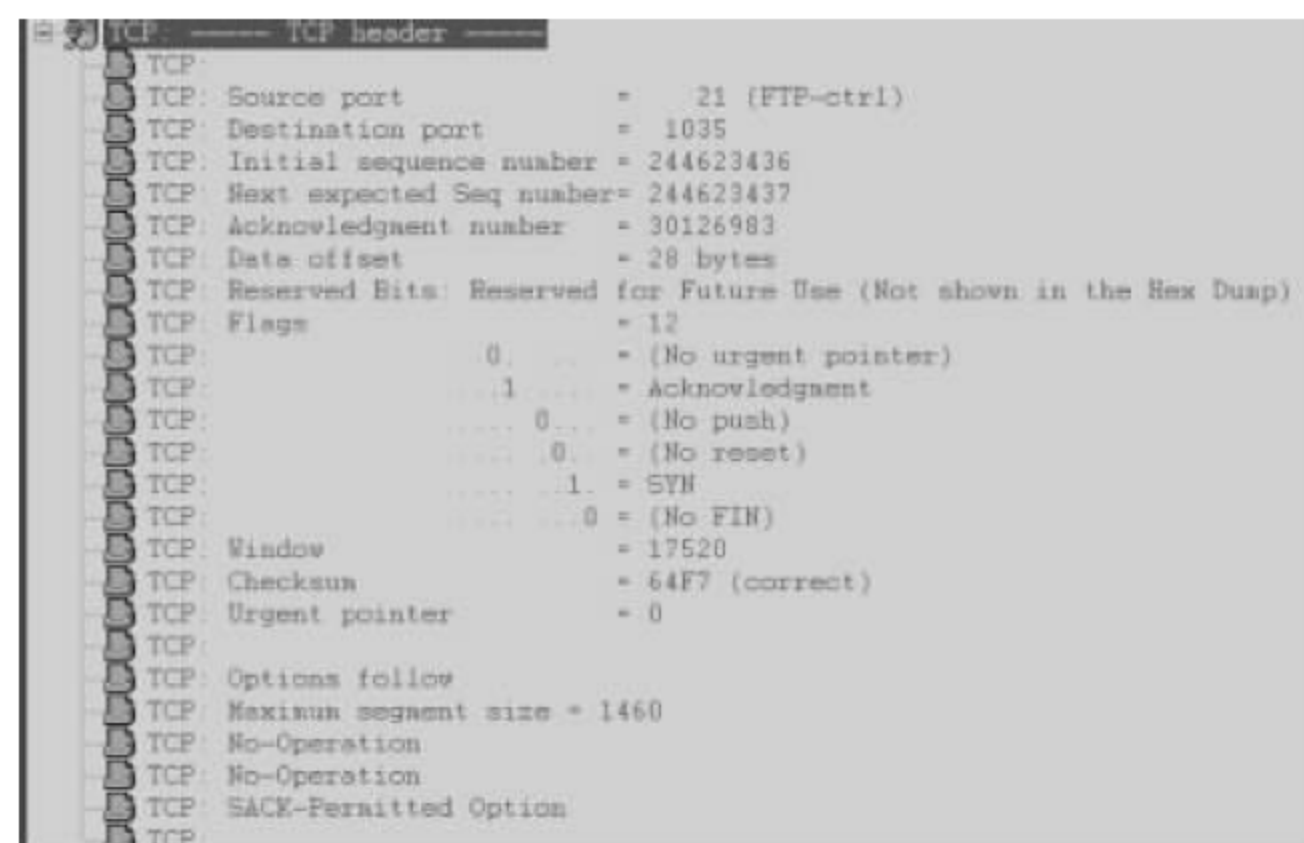 TCP: ----- TCP header -----
TCP:
TCP: Source port = 21 (FTP-ctrl)
TCP: Destination port = 1035
TCP: Initial sequence number = 244623436
TCP: Next expected Seq number= 244623437
TCP: Acknowledgment number = 30126983
TCP: Data offset = 28 bytes
TCP: Reserved Bits: Reserved for Future Use (Not shown in the Hex Dump)
TCP: Flags = 12
TCP: ..0. .... = (No urgent pointer)
TCP: ...1 .... = Acknowledgment
TCP: .... 0... = (No push)
TCP: .... .0.. = (No reset)
TCP: .... ..1. = SYN
TCP: .... ...0 = (No FIN)
TCP: Window = 17520
TCP: Checksum = 64F7 (correct)
TCP: Urgent pointer = 0
TCP:
TCP: Options follow
TCP: Maximum segment size = 1460
TCP: No-Operation
TCP: No-Operation
TCP: SACK-Permitted Option
TCP: